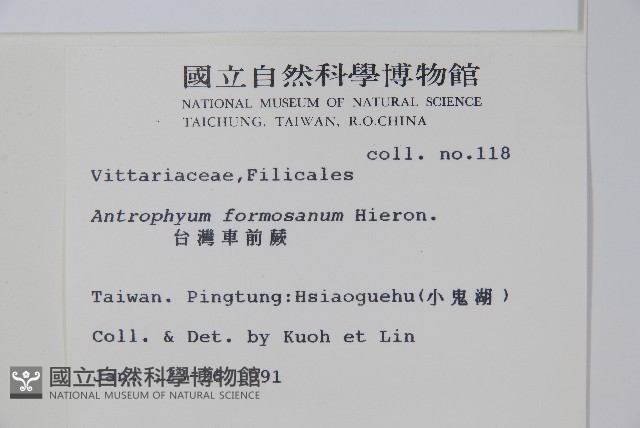 國立自然科學博物館
NATIONAL MUSEUM OF NATURAL SCIENCE
TAICHUNG, TAIWAN, R.O.CHINA
coll. no.118
Vittariaceae,Filicales
Antrophyum formosanum Hieron.
台灣車前蕨
Taiwan. Pingtung:Hsiaoguehu(小鬼湖)
Coll. & Det. by Kuoh et Lin
國立自然科學博物館
NATIONAL MUSEUM OF NATURAL SCIENCE